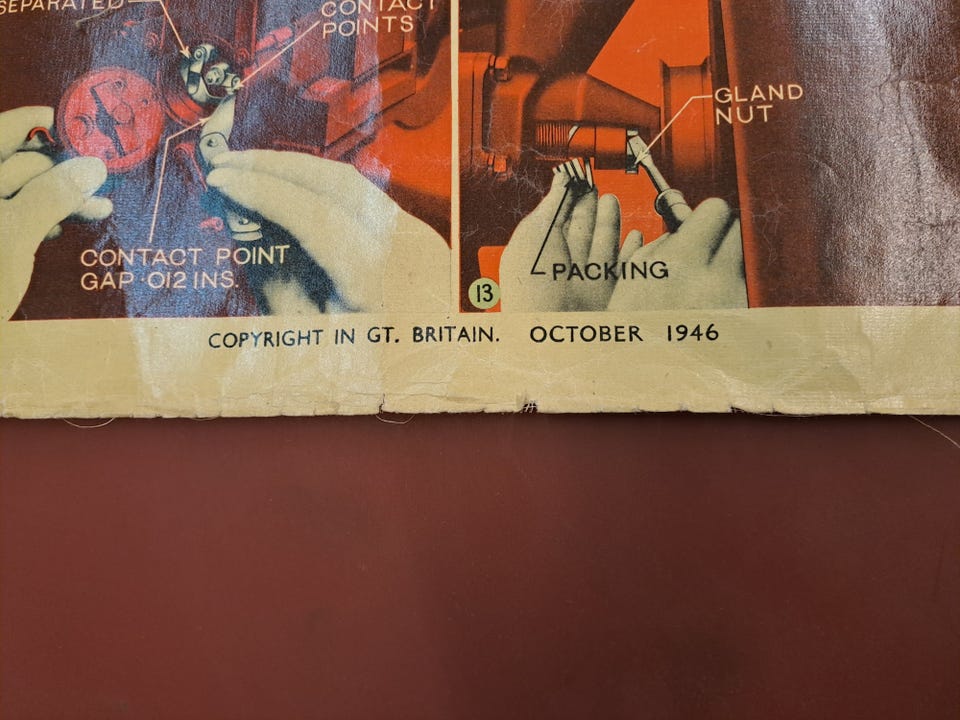 SEPARATED
CONTACT
POINTS
CONTACT POINT
GAP ·012 INS.
GLAND
NUT
PACKING
13
COPYRIGHT IN GT. BRITAIN. OCTOBER 1946